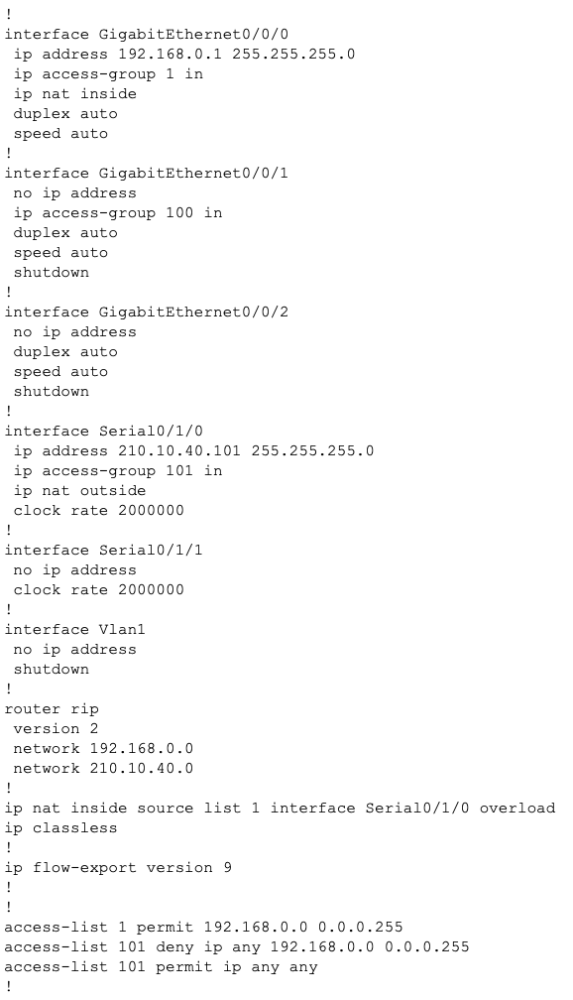 !
interface GigabitEthernet0/0/0
 ip address 192.168.0.1 255.255.255.0
 ip access-group 1 in
 ip nat inside
 duplex auto
 speed auto
!
interface GigabitEthernet0/0/1
 no ip address
 ip access-group 100 in
 duplex auto
 speed auto
 shutdown
!
interface GigabitEthernet0/0/2
 no ip address
 duplex auto
 speed auto
 shutdown
!
interface Serial0/1/0
 ip address 210.10.40.101 255.255.255.0
 ip access-group 101 in
 ip nat outside
 clock rate 2000000
!
interface Serial0/1/1
 no ip address
 clock rate 2000000
!
interface Vlan1
 no ip address
 shutdown
!
router rip
 version 2
 network 192.168.0.0
 network 210.10.40.0
!
ip nat inside source list 1 interface Serial0/1/0 overload
ip classless
!
ip flow-export version 9
!
!
access-list 1 permit 192.168.0.0 0.0.0.255
access-list 101 deny ip any 192.168.0.0 0.0.0.255
access-list 101 permit ip any any
!